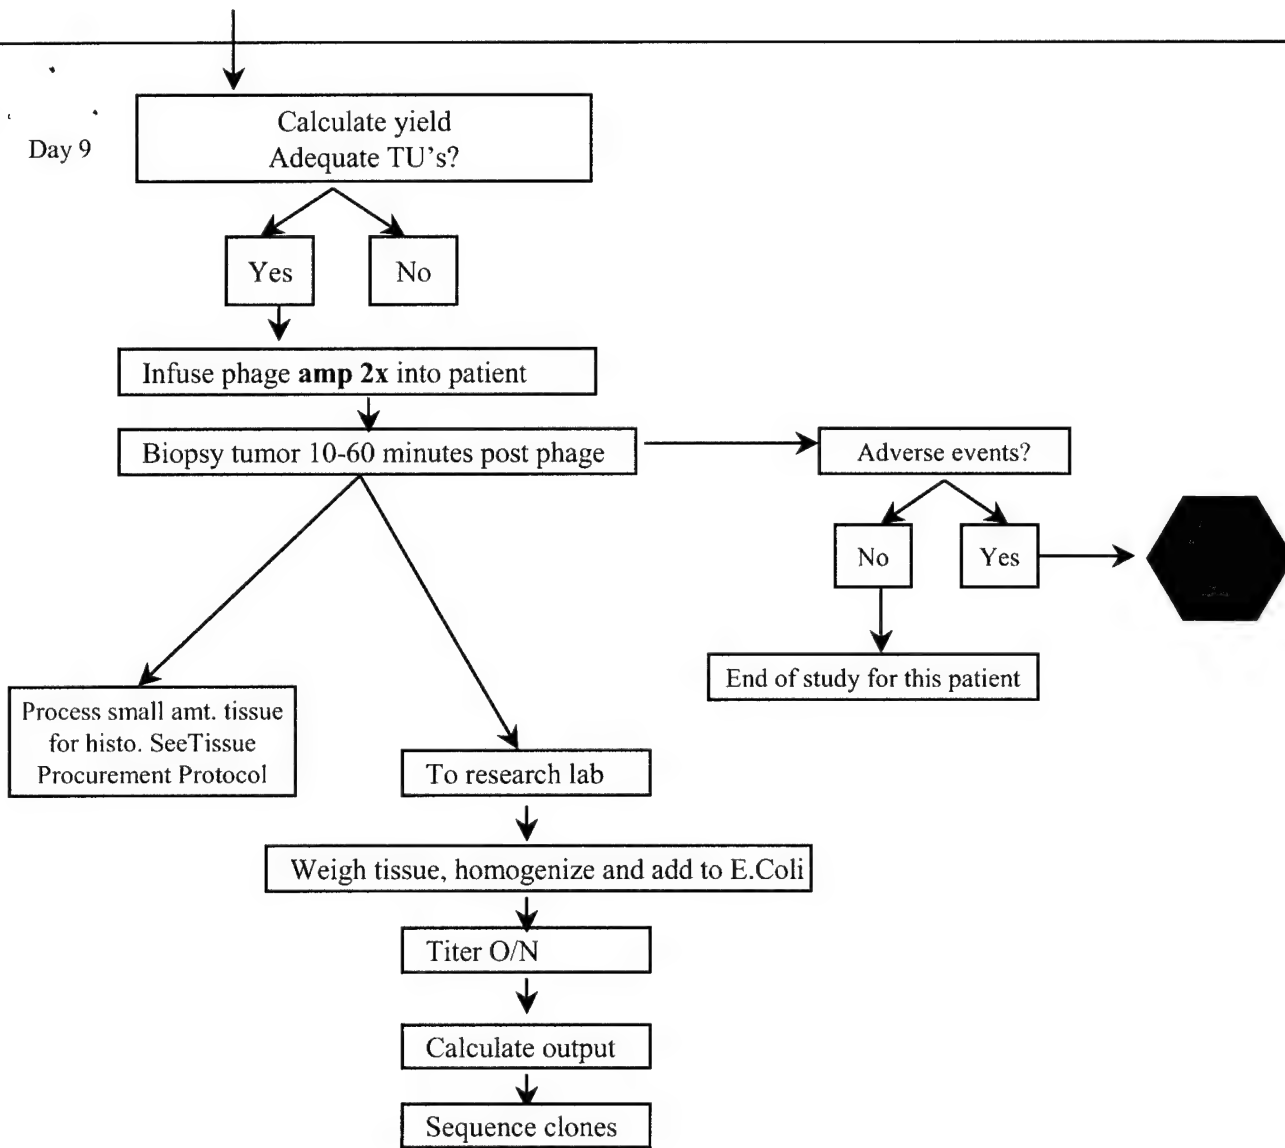 Day 9
Calculate yield
Adequate TU's?
Yes
No
Infuse phage amp 2x into patient
Biopsy tumor 10-60 minutes post phage
Adverse events?
No
Yes
End of study for this patient
Process small amt. tissue
for histo. SeeTissue
Procurement Protocol
To research lab
Weigh tissue, homogenize and add to E.Coli
Titer O/N
Calculate output
Sequence clones